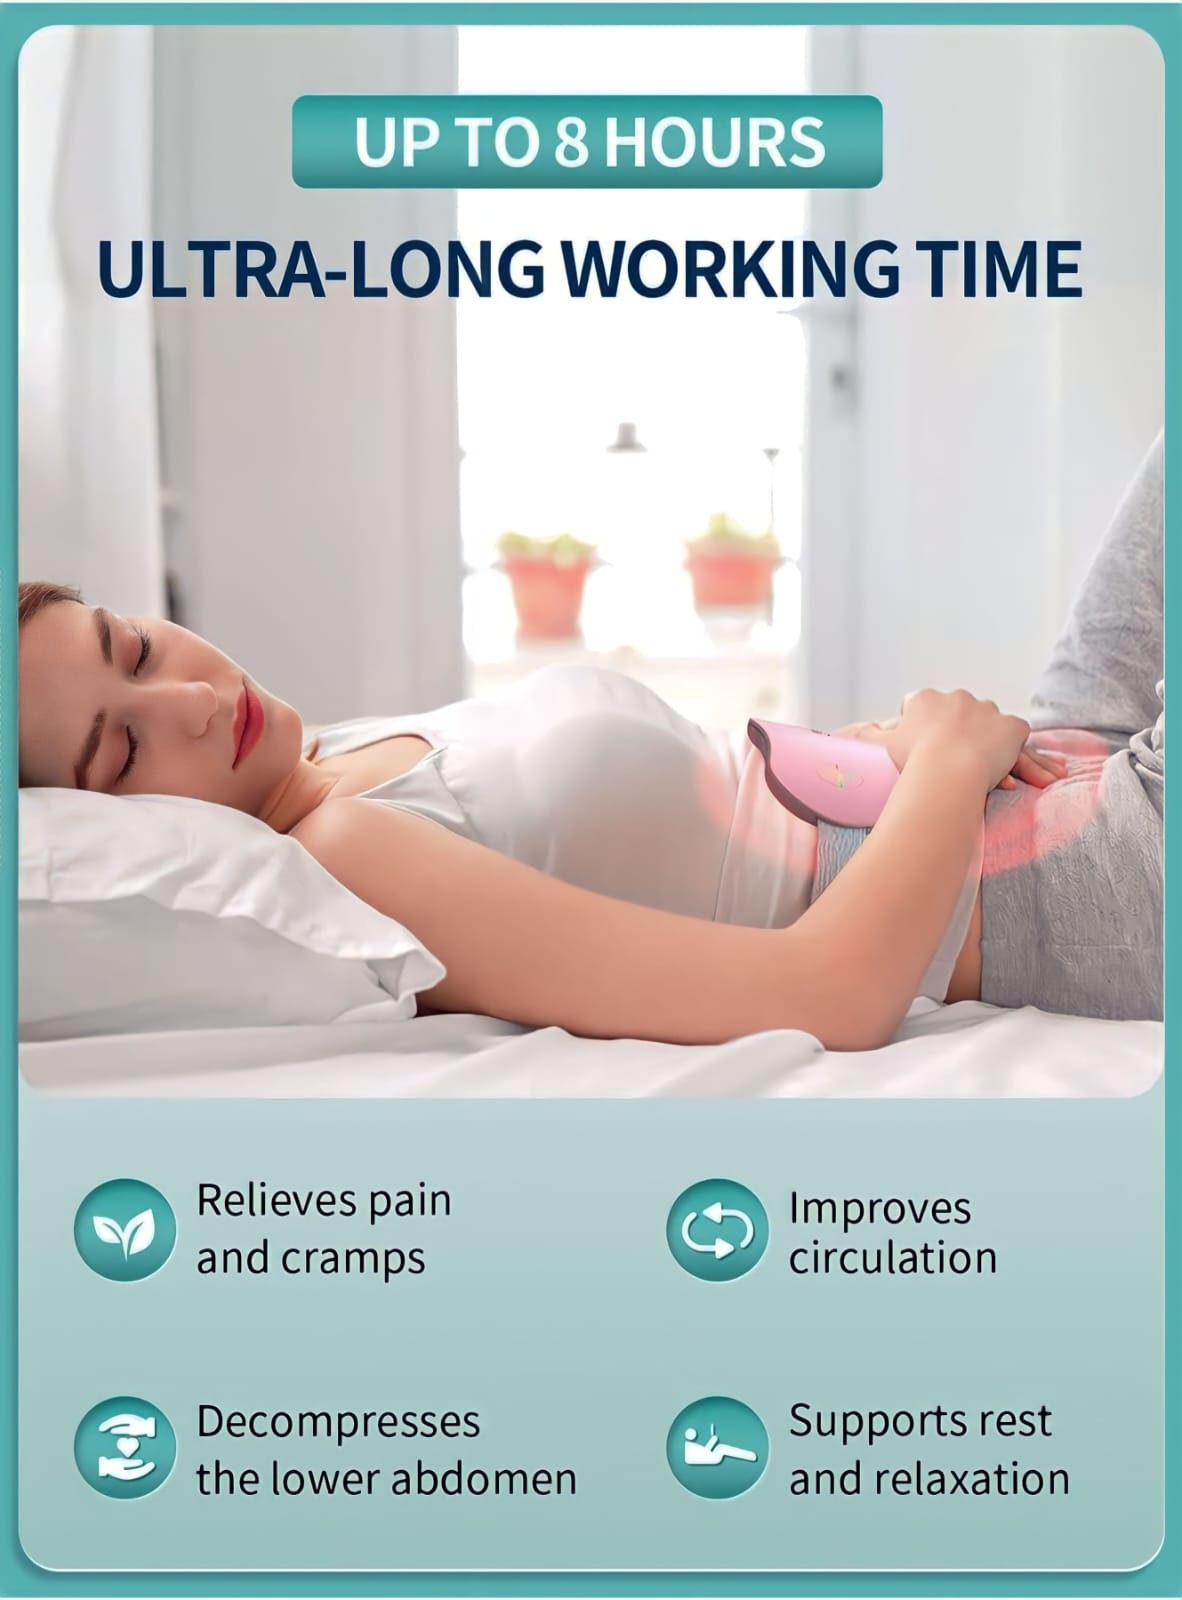 UP TO 8 HOURS
ULTRA-LONG WORKING TIME
Relieves pain
and cramps
Improves
circulation
Decompresses
the lower abdomen
Supports rest
and relaxation